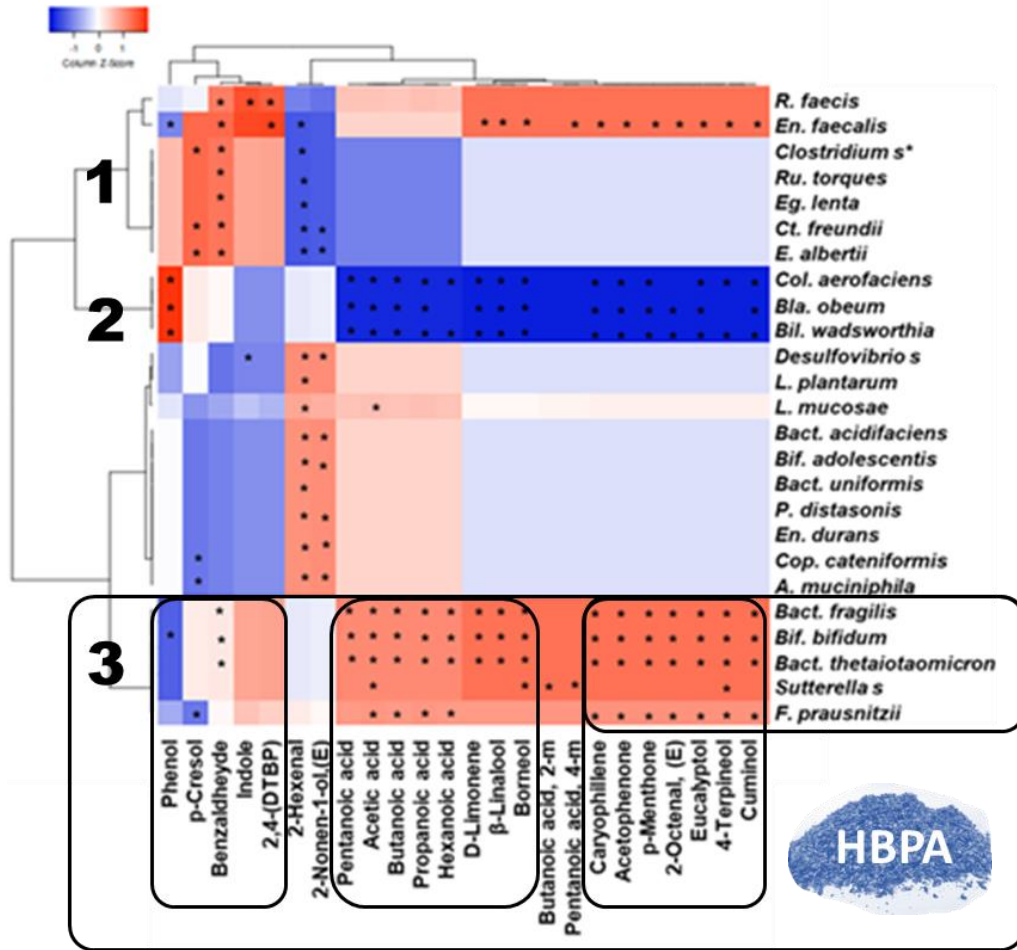 -1 0 1
Column Z-Score
1
2
3
R. faecis
En. faecalis
Clostridium s*
Ru. torques
Eg. lenta
Ct. freundii
E. albertii
Col. aerofaciens
Bla. obeum
Bil. wadsworthia
Desulfovibrio s
L. plantarum
L. mucosae
Bact. acidifaciens
Bif. adolescentis
Bact. uniformis
P. distasonis
En. durans
Cop. cateniformis
A. muciniphila
Bact. fragilis
Bif. bifidum
Bact. thetaiotaomicron
Sutterella s
F. prausnitzii
Phenol
p-Cresol
Benzaldheyde
Indole
2,4-(DTBP)
2-Hexenal
2-Nonen-1-ol,(E)
Pentanoic acid
Acetic acid
Butanoic acid
Propanoic acid
Hexanoic acid
D-Limonene
β-Linalool
Borneol
Butanoic acid, 2-m
Pentanoic acid, 4-m
Caryophillene
Acetophenone
p-Menthone
2-Octenal, (E)
Eucalyptol
4-Terpineol
Cuminol
HBPA